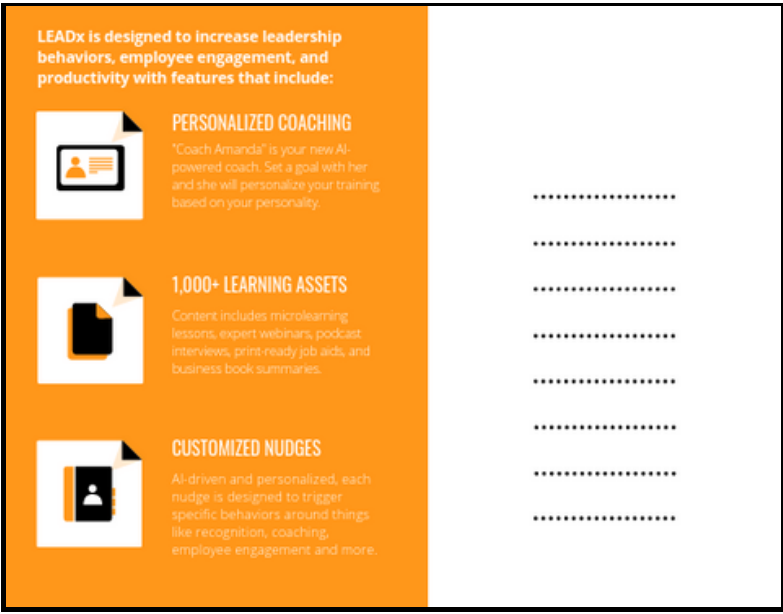 LEADx is designed to increase leadership
behaviors, employee engagement, and
productivity with features that include:
PERSONALIZED COACHING
"Coach Amanda" is your new AI-
powered coach. Set a goal with her
and she will personalize your training
based on your personality.
1,000+ LEARNING ASSETS
Content includes microlearning
lessons, expert webinars, podcast
interviews, print-ready job aids, and
business book summaries.
CUSTOMIZED NUDGES
AI-driven and personalized, each
nudge is designed to trigger
specific behaviors around things
like recognition, coaching,
employee engagement and more.